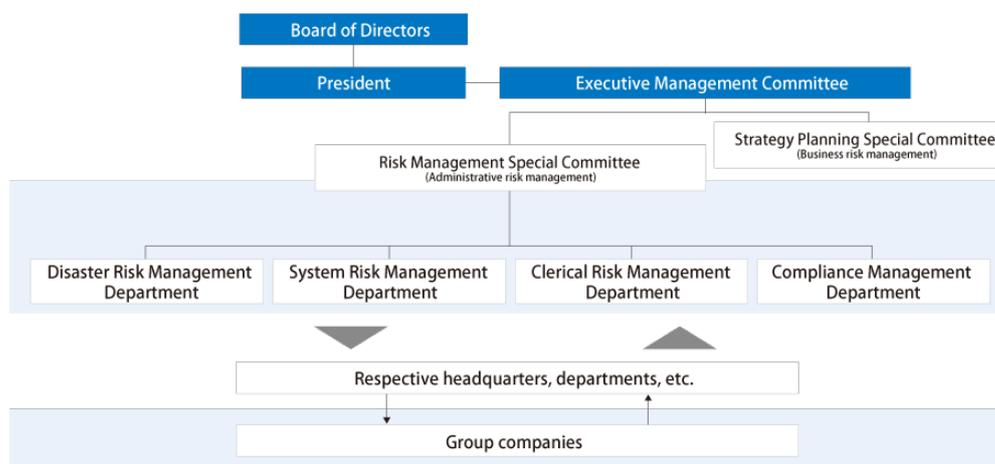 Board of Directors
President
Executive Management Committee
Strategy Planning Special Committee
(Business risk management)
Risk Management Special Committee
(Administrative risk management)
Disaster Risk Management
Department
System Risk Management
Department
Clerical Risk Management
Department
Compliance Management
Department
Respective headquarters, departments, etc.
Group companies